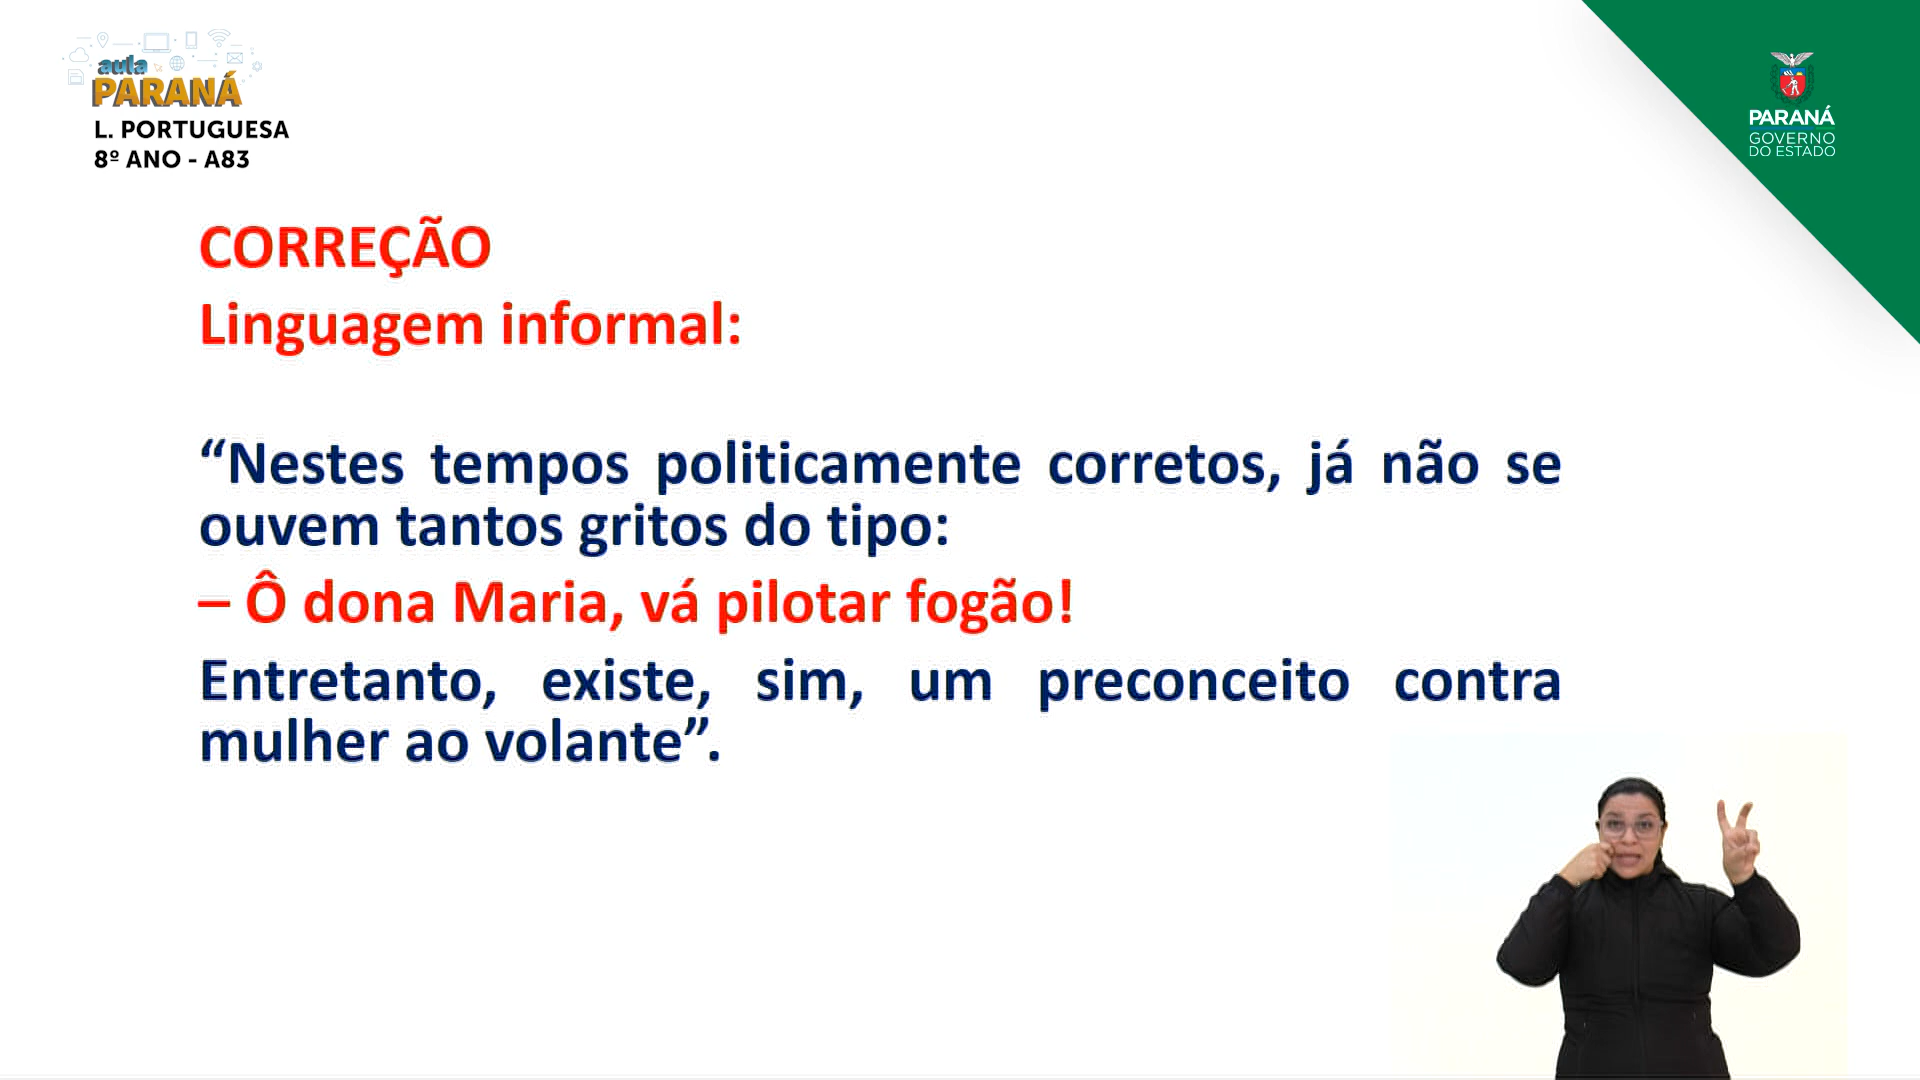 aula
PARANÁ
L. PORTUGUESA
8º ANO - A83
PARANÁ
GOVERNO
DO ESTADO
CORREÇÃO
Linguagem informal:
“Nestes tempos politicamente corretos, já não se
ouvem tantos gritos do tipo:
– Ô dona Maria, vá pilotar fogão!
Entretanto, existe, sim, um preconceito contra
mulher ao volante”.